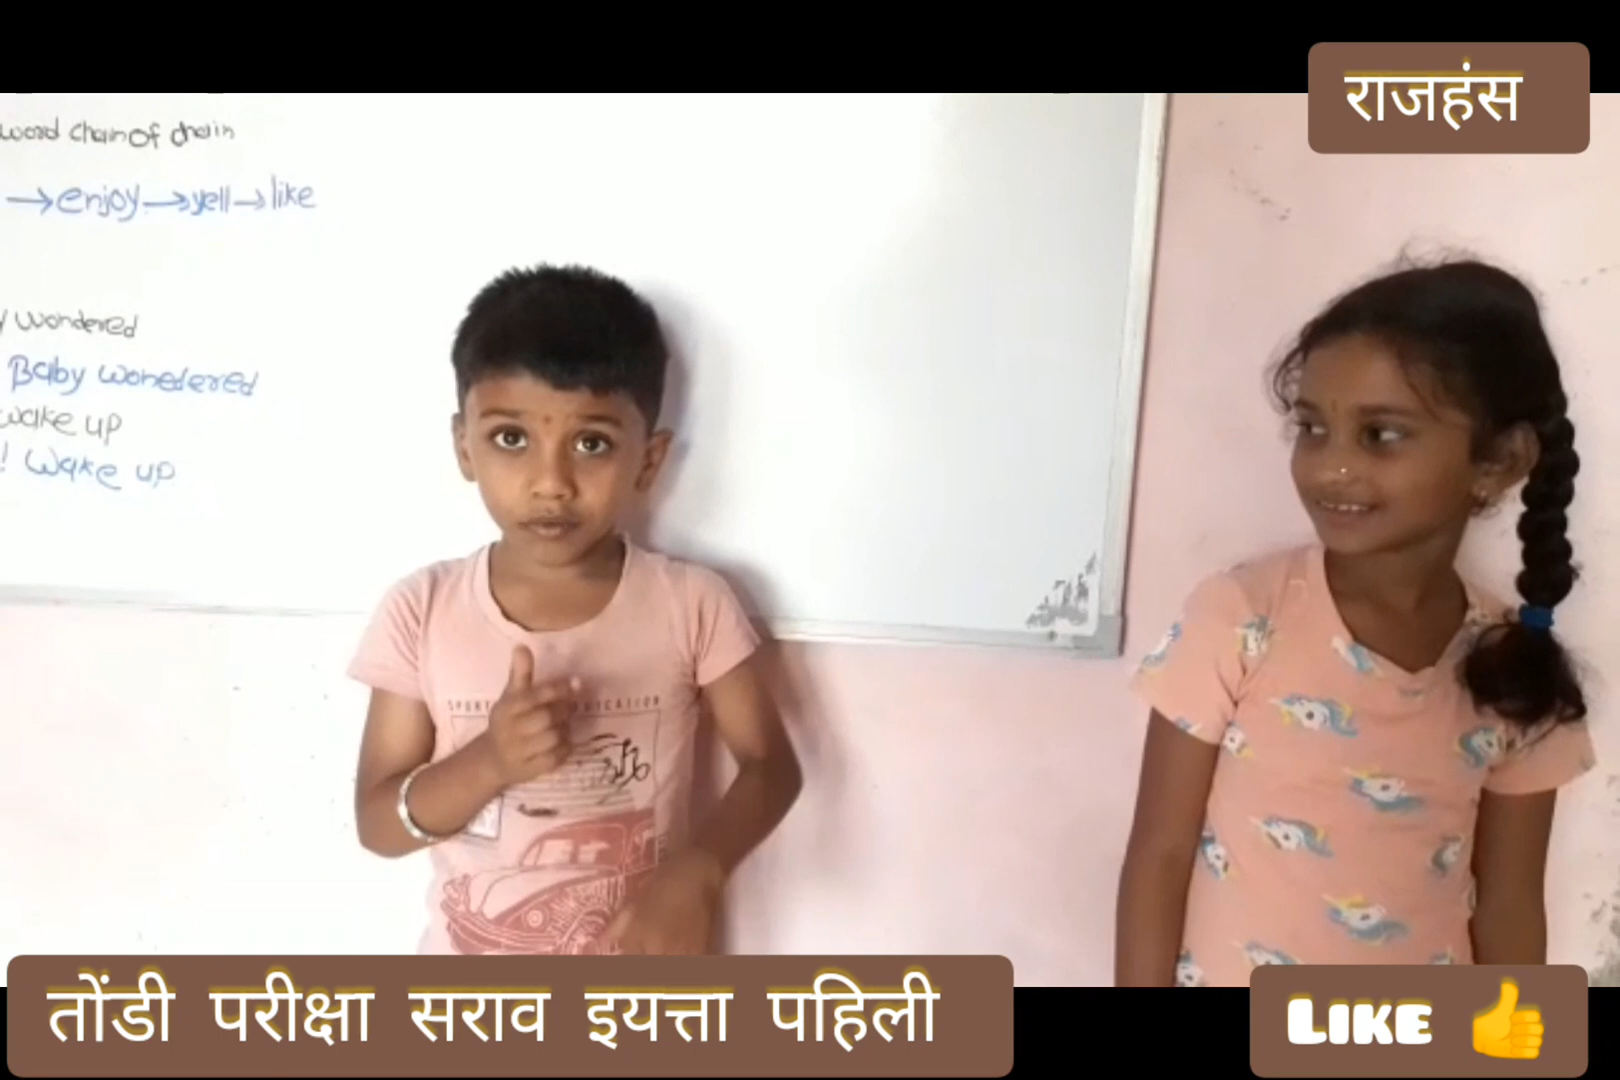 राजहंस
word chain of chain
→enjoy→yell→like
wondered
Baby wondered
wake up
! Wake up
SPORT
तोंडी परीक्षा सराव इयत्ता पहिली
LIKE 👍